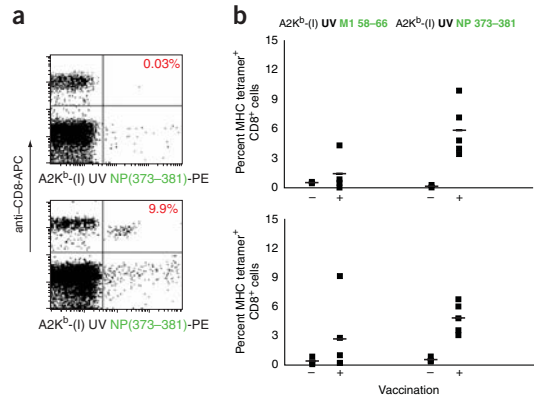 a
0.03%
A2Kb-(I) UV NP(373–381)-PE
anti–CD8-APC
9.9%
A2Kb-(I) UV NP(373–381)-PE
b
A2Kb-(I) UV M1 58–66
A2Kb-(I) UV NP 373–381
Percent MHC tetramer+
CD8+ cells
15
12
9
6
3
0
–
+
–
+
Percent MHC tetramer+
CD8+ cells
15
12
9
6
3
0
–
+
–
+
Vaccination